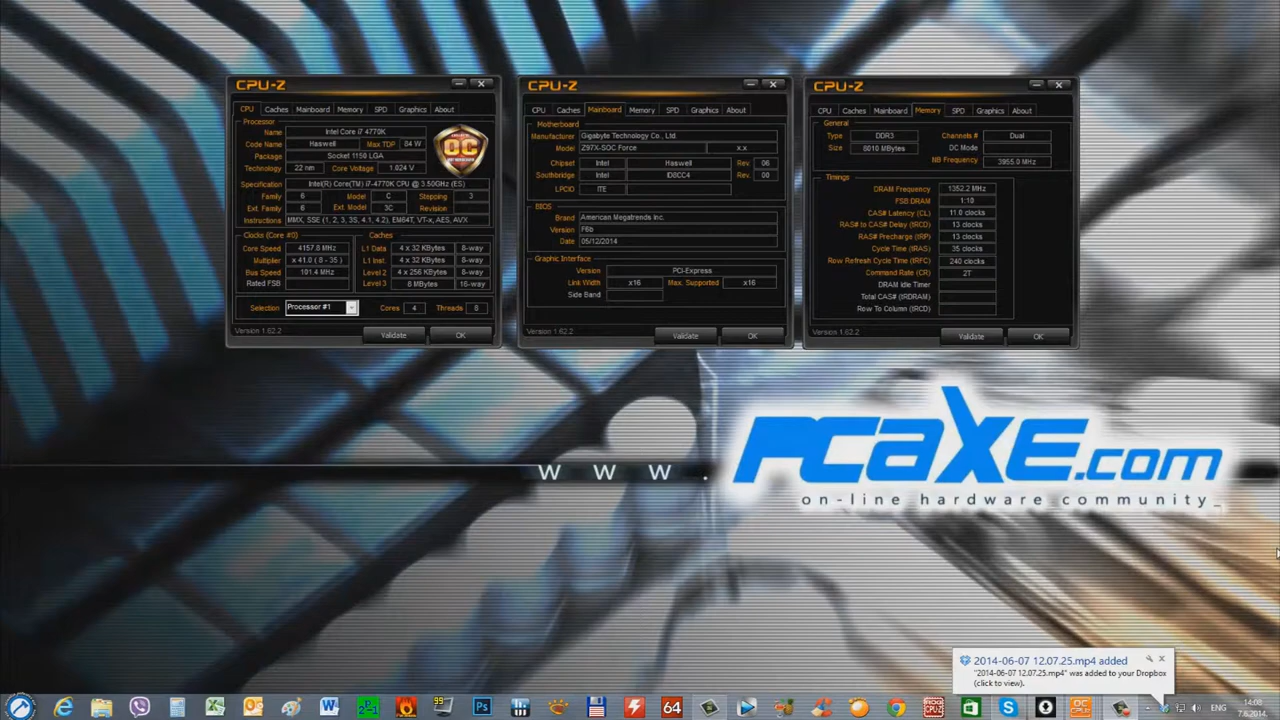 CPU-Z
CPU Caches Mainboard Memory SPD Graphics About
Processor
Name Intel Core i7 4770K
Code Name Haswell Max TDP 84 W
Package Socket 1150 LGA
Technology 22 nm Core Voltage 1.024 V
OC
Specification Intel(R) Core(TM) i7-4770K CPU @ 3.50GHz (ES)
Family 6 Model C Stepping 3
Ext. Family 6 Ext. Model 3C Revision
Instructions MMX, SSE (1, 2, 3, 3S, 4.1, 4.2), EM64T, VT-x, AES, AVX
Clocks (Core #0) Caches
Core Speed 4157.8 MHz L1 Data 4 x 32 KBytes 8-way
Multiplier x 41.0 ( 8 - 35 ) L1 Inst. 4 x 32 KBytes 8-way
Bus Speed 101.4 MHz Level 2 4 x 256 KBytes 8-way
Rated FSB Level 3 8 MBytes 16-way
Selection Processor #1 Cores 4 Threads 8
Version 1.62.2 Validate OK
CPU-Z
CPU Caches Mainboard Memory SPD Graphics About
Motherboard
Manufacturer Gigabyte Technology Co., Ltd.
Model Z97X-SOC Force x.x
Chipset Intel Haswell Rev. 06
Southbridge Intel ID8CC4 Rev. 00
LPCIO ITE
BIOS
Brand American Megatrends Inc.
Version F6b
Date 05/12/2014
Graphic Interface
Version PCI-Express
Link Width x16 Max. Supported x16
Side Band
Version 1.62.2 Validate OK
CPU-Z
CPU Caches Mainboard Memory SPD Graphics About
General
Type DDR3 Channels # Dual
Size 8010 MBytes DC Mode
NB Frequency 3955.0 MHz
Timings
DRAM Frequency 1352.2 MHz
FSB:DRAM 1:10
CAS# Latency (CL) 11.0 clocks
RAS# to CAS# Delay (tRCD) 13 clocks
RAS# Precharge (tRP) 13 clocks
Cycle Time (tRAS) 35 clocks
Row Refresh Cycle Time (tRFC) 240 clocks
Command Rate (CR) 2T
DRAM Idle Timer
Total CAS# (tRDRAM)
Row To Column (tRCD)
Version 1.62.2 Validate OK
w w w . PCaXe.com
on-line hardware community_
2014-06-07 12.07.25.mp4 added
"2014-06-07 12.07.25.mp4" was added to your Dropbox
(click to view).
99 64 ENG 14:08
7.6.2014.